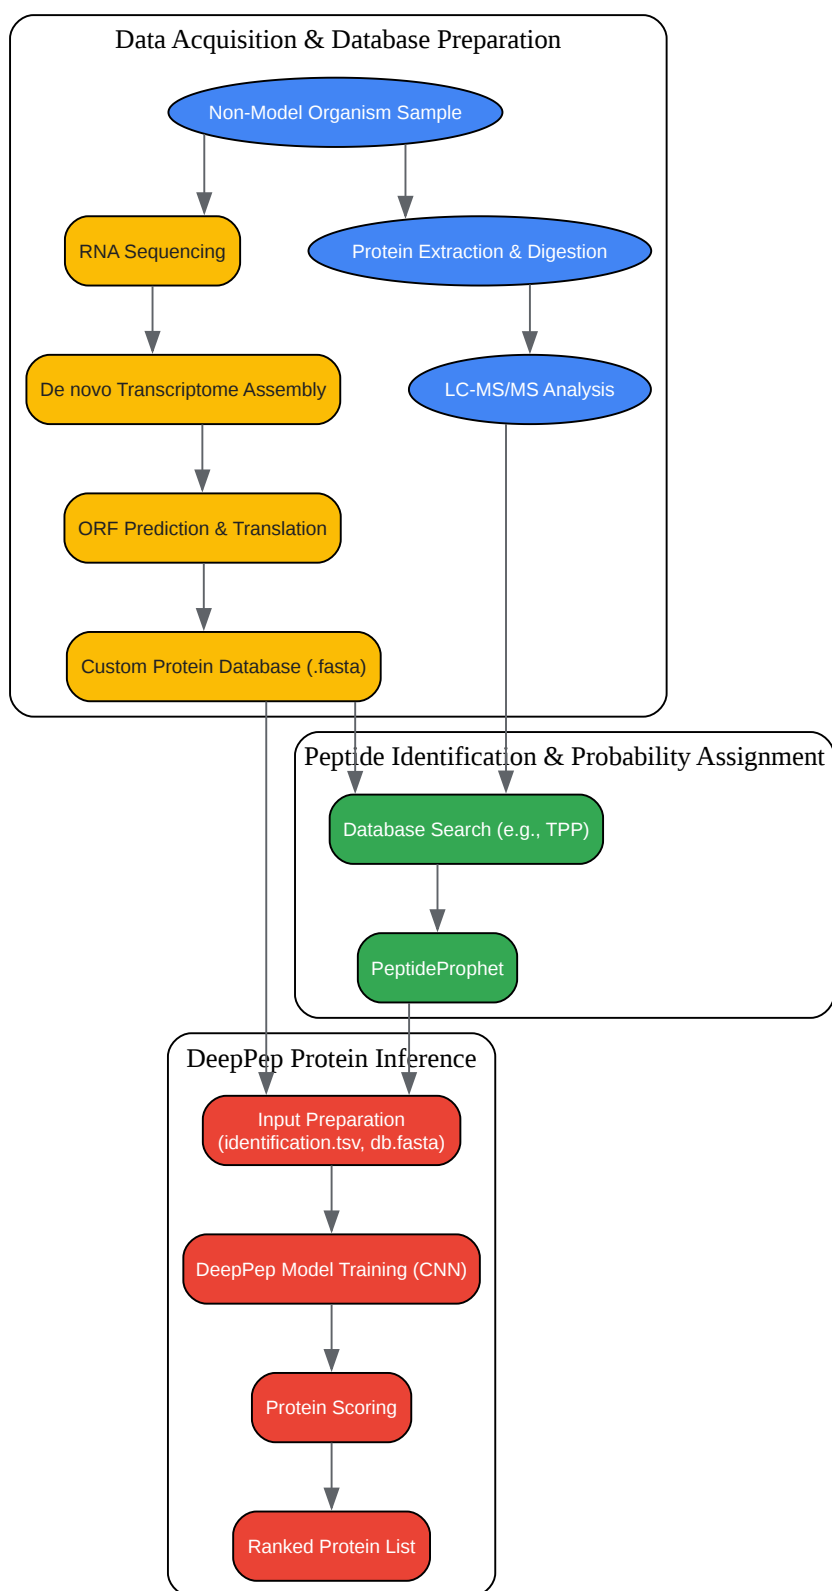 Data Acquisition & Database Preparation
Non-Model Organism Sample
RNA Sequencing
Protein Extraction & Digestion
De novo Transcriptome Assembly
LC-MS/MS Analysis
ORF Prediction & Translation
Custom Protein Database (.fasta)
Peptide Identification & Probability Assignment
Database Search (e.g., TPP)
PeptideProphet
DeepPep Protein Inference
Input Preparation
(identification.tsv, db.fasta)
DeepPep Model Training (CNN)
Protein Scoring
Ranked Protein List